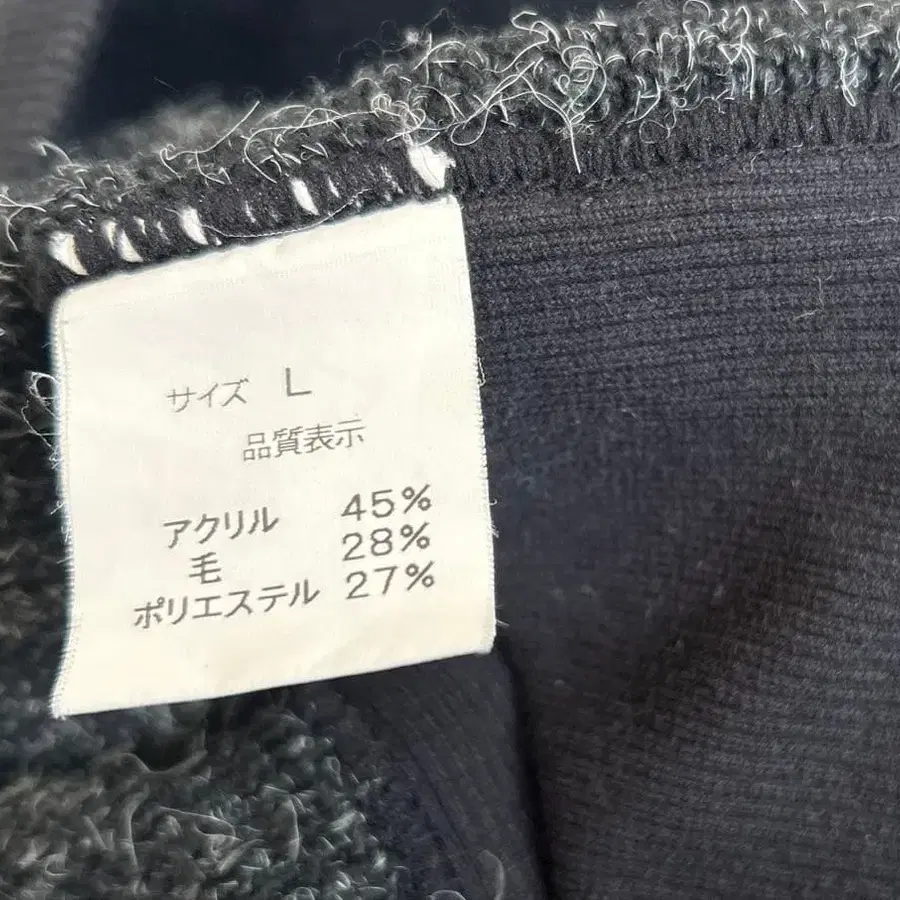 サイズ L
品質表示
アクリル 45%
毛 28%
ポリエステル 27%